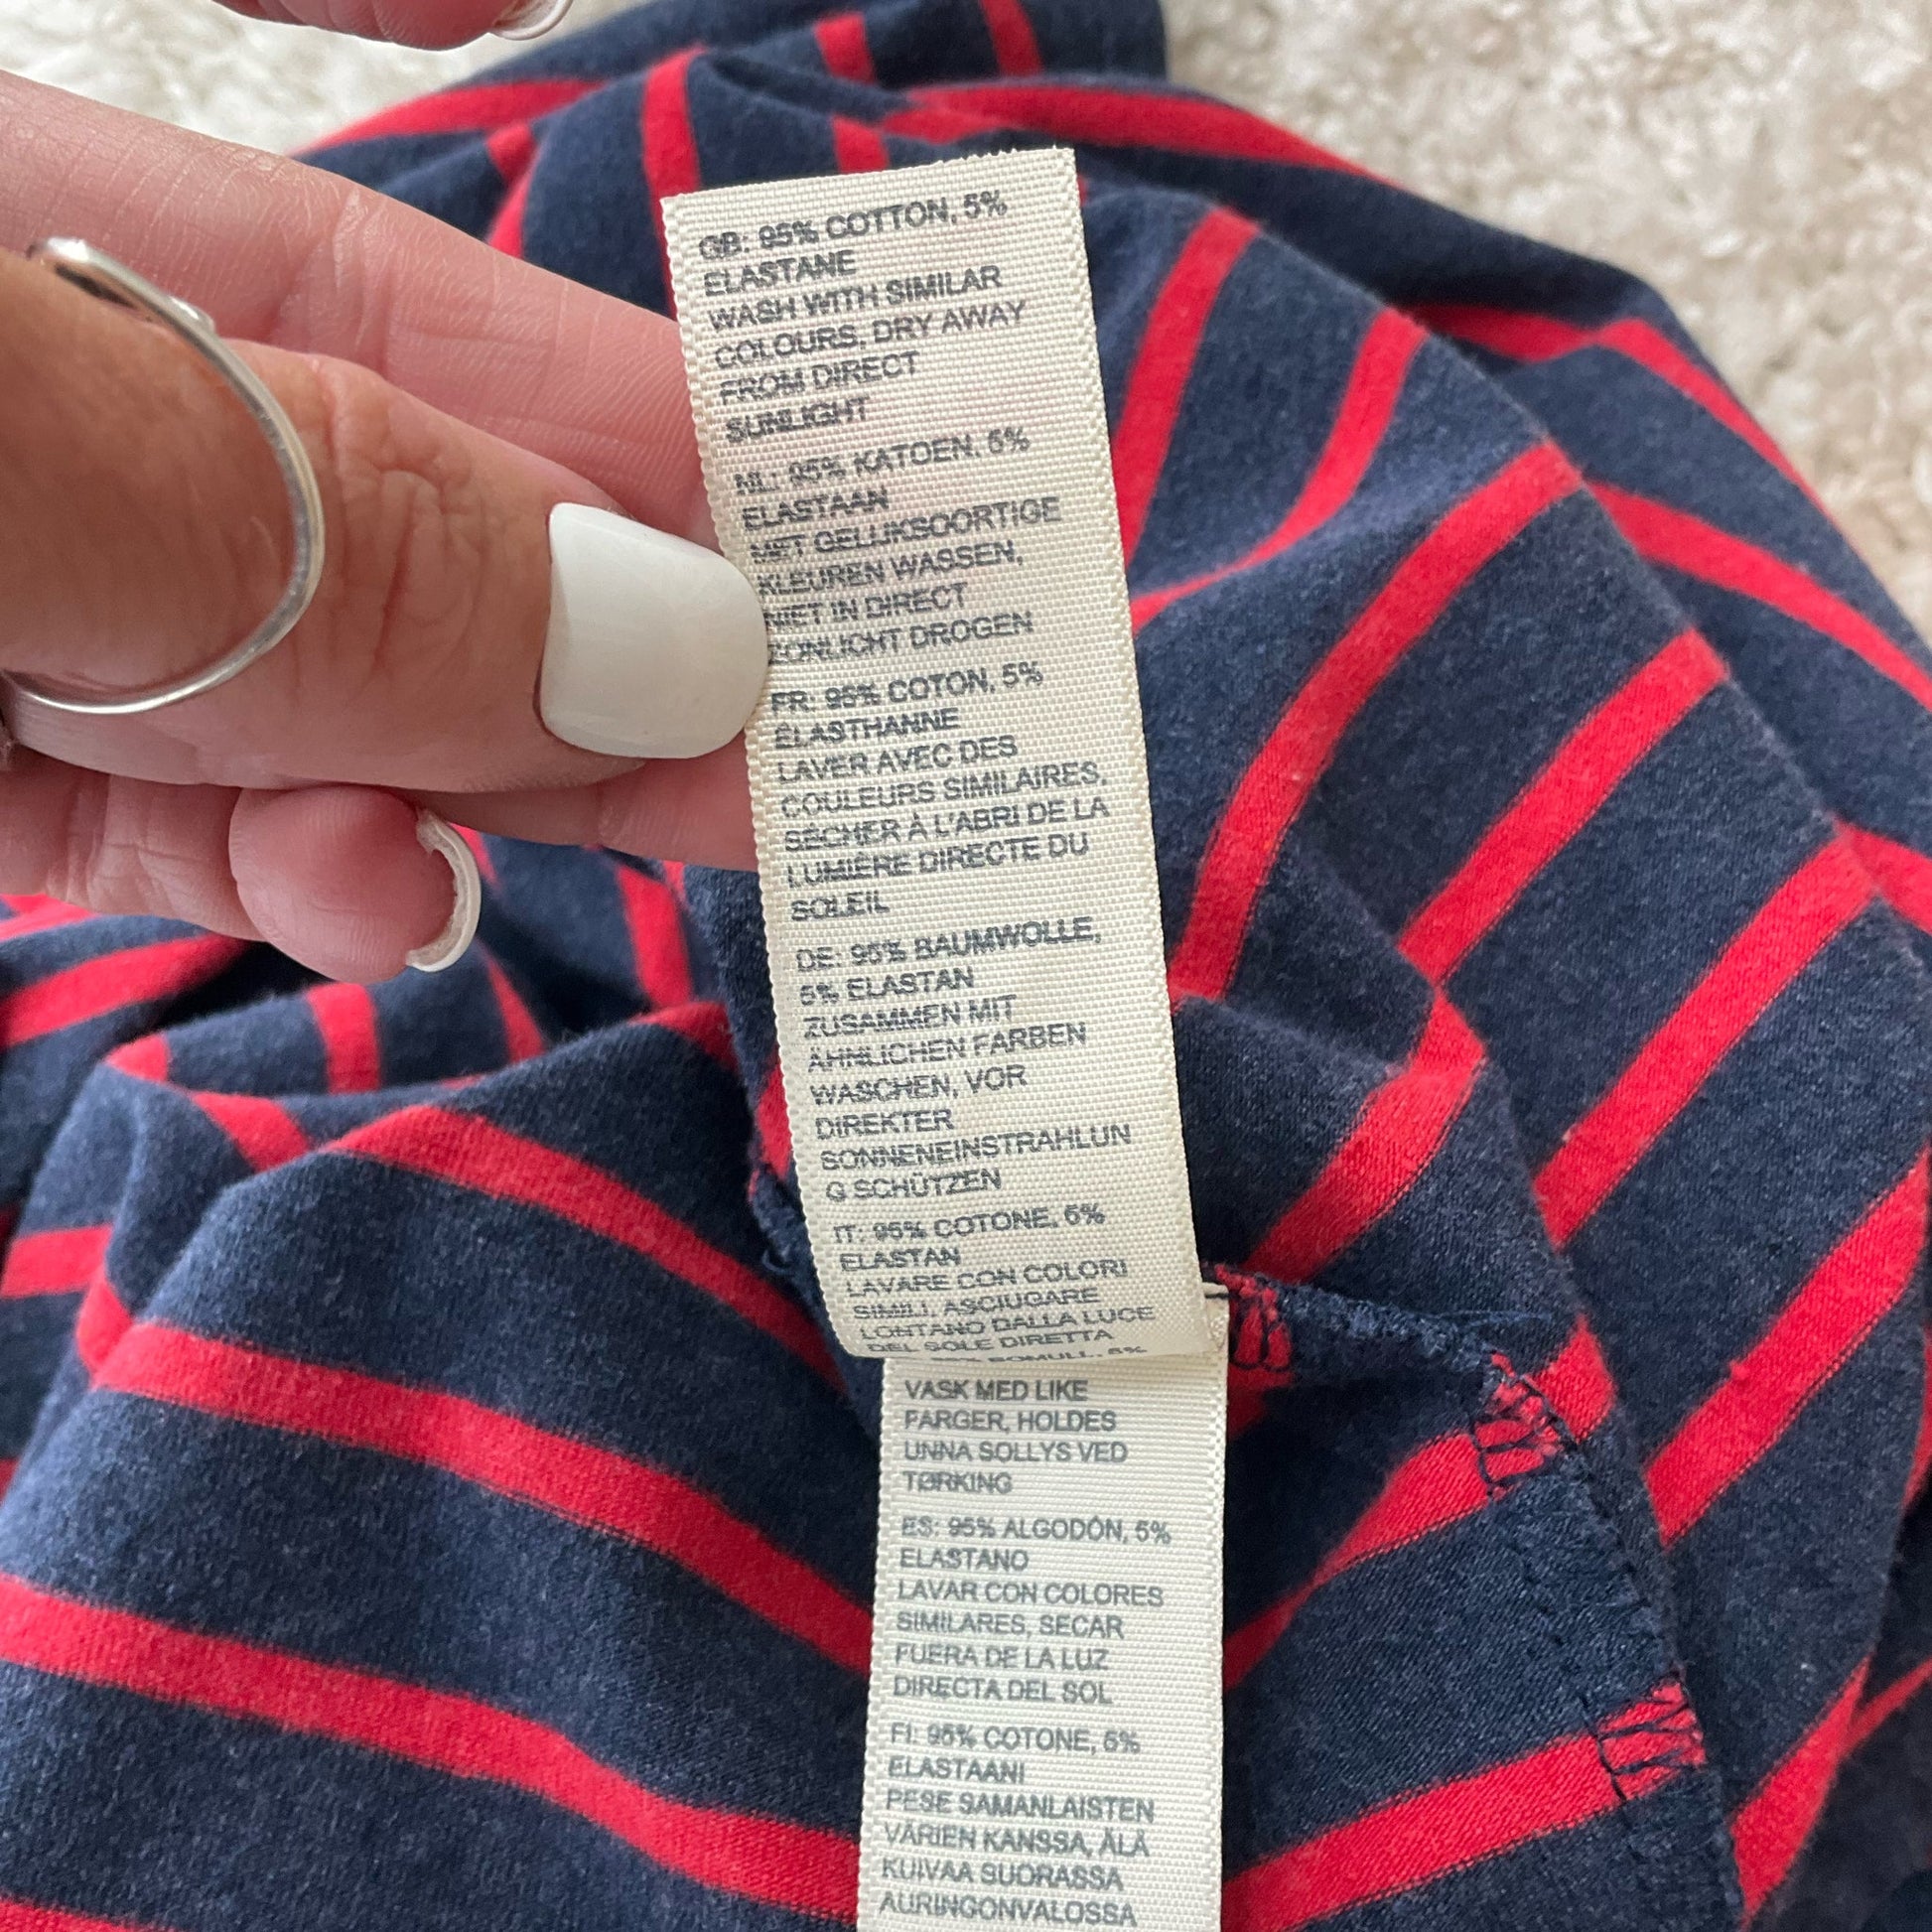 GB: 95% COTTON, 5%
ELASTANE
WASH WITH SIMILAR
COLOURS, DRY AWAY
FROM DIRECT
SUNLIGHT
NL: 95% KATOEN, 5%
ELASTAAN
MET GELIJKSOORTIGE
KLEUREN WASSEN,
NIET IN DIRECT
ZONLICHT DROGEN
FR: 95% COTON, 5%
ÉLASTHANNE
LAVER AVEC DES
COULEURS SIMILAIRES,
SÉCHER À L'ABRI DE LA
LUMIÈRE DIRECTE DU
SOLEIL
DE: 95% BAUMWOLLE,
5% ELASTAN
ZUSAMMEN MIT
ÄHNLICHEN FARBEN
WASCHEN, VOR
DIREKTER
SONNENEINSTRAHLUN
G SCHÜTZEN
IT: 95% COTONE, 5%
ELASTAN
LAVARE CON COLORI
SIMILI, ASCIUGARE
LONTANO DALLA LUCE
DEL SOLE DIRETTA
BOMULL, 5%
VASK MED LIKE
FARGER, HOLDES
UNNA SOLLYS VED
TØRKING
ES: 95% ALGODÓN, 5%
ELASTANO
LAVAR CON COLORES
SIMILARES, SECAR
FUERA DE LA LUZ
DIRECTA DEL SOL
FI: 95% COTONE, 5%
ELASTAANI
PESE SAMANLAISTEN
VÄRIEN KANSSA, ÄLÄ
KUIVAA SUORASSA
AURINGONVALOSSA